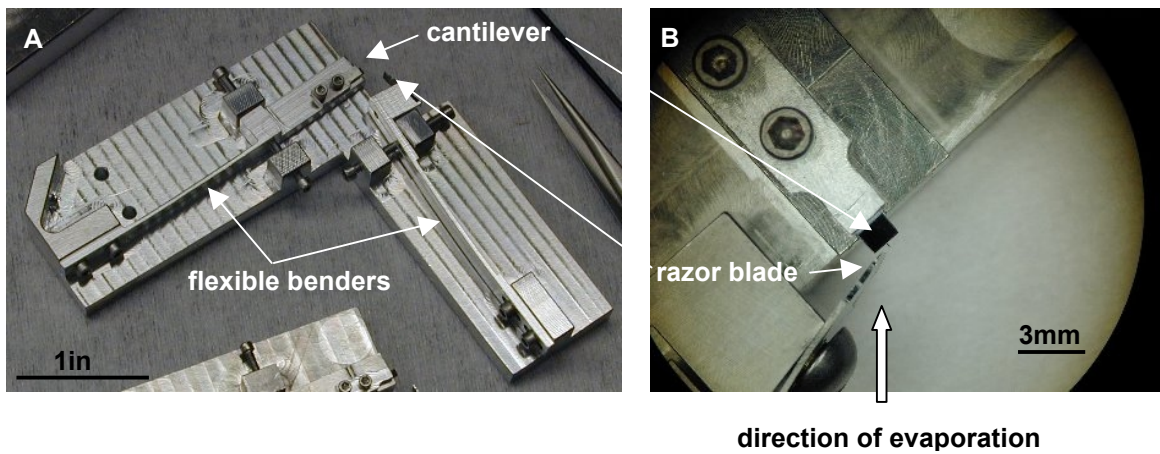 A
cantilever
flexible benders
1in
B
razor blade
3mm
direction of evaporation